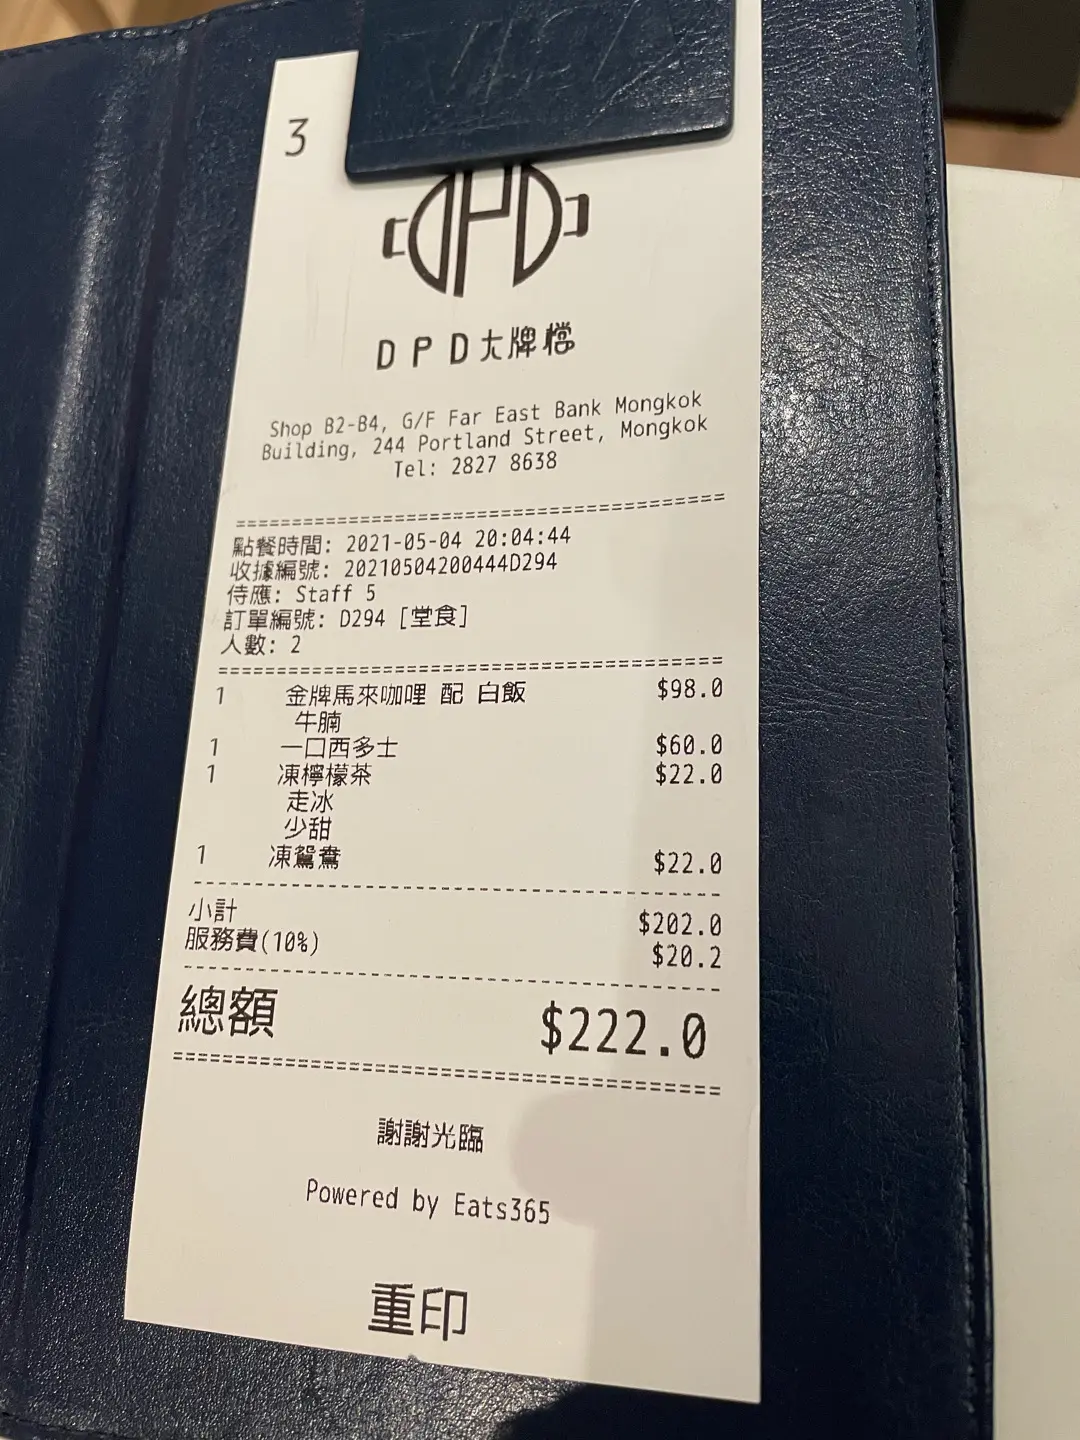 3
DPD大牌檔
Shop B2-B4, G/F Far East Bank Mongkok
Building, 244 Portland Street, Mongkok
Tel: 2827 8638
點餐時間: 2021-05-04 20:04:44
收據編號: 20210504200444D294
侍應: Staff 5
訂單編號: D294 [堂食]
人數: 2
1 金牌馬來咖哩 配 白飯 $98.0
牛腩
1 一口西多士 $60.0
1 凍檸檬茶 $22.0
走冰
少甜
1 凍鴛鴦 $22.0
小計 $202.0
服務費(10%) $20.2
總額 $222.0
謝謝光臨
Powered by Eats365
重印